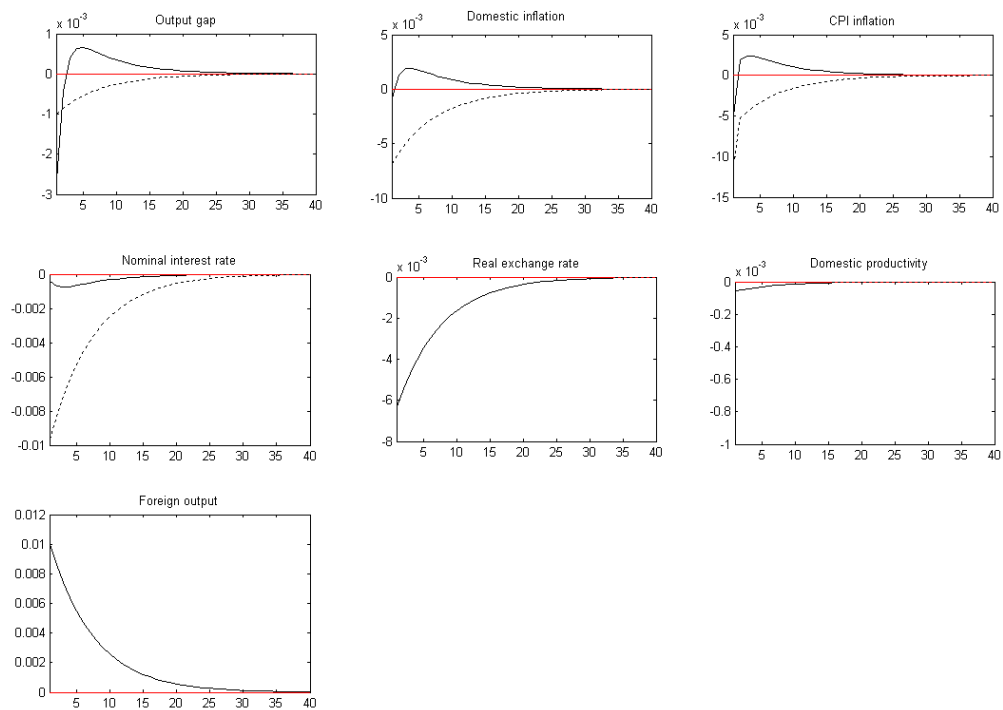 Output gap
x 10-3
1
0
-1
-2
-3
5 10 15 20 25 30 35 40
Domestic inflation
x 10-3
5
0
-5
-10
5 10 15 20 25 30 35 40
CPI inflation
x 10-3
5
0
-5
-10
-15
5 10 15 20 25 30 35 40
Nominal interest rate
0
-0.002
-0.004
-0.006
-0.008
-0.01
5 10 15 20 25 30 35 40
Real exchange rate
x 10-3
0
-2
-4
-6
-8
5 10 15 20 25 30 35 40
Domestic productivity
x 10-3
0
-0.2
-0.4
-0.6
-0.8
-1
5 10 15 20 25 30 35 40
Foreign output
0.012
0.01
0.008
0.006
0.004
0.002
0
5 10 15 20 25 30 35 40